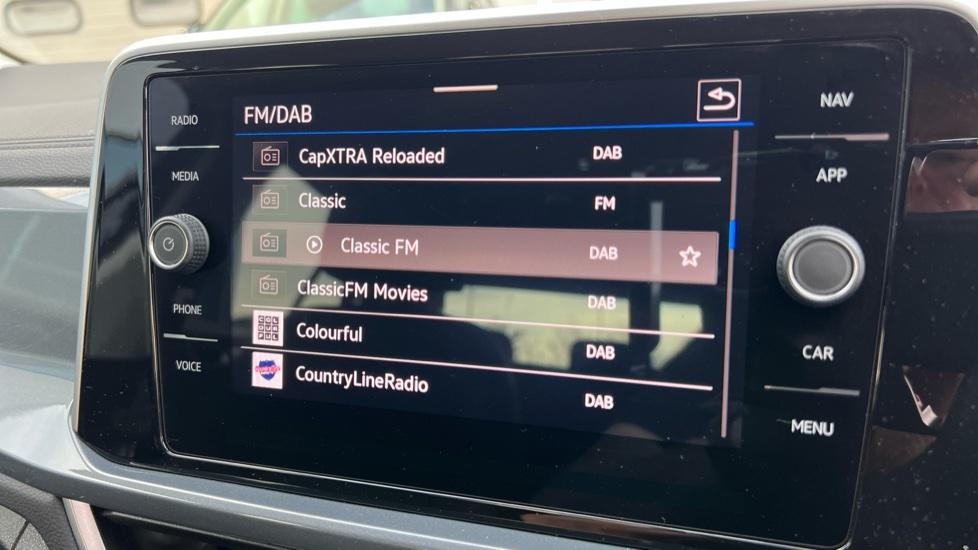 RADIO
MEDIA
PHONE
VOICE
FM/DAB
CapXTRA Reloaded DAB
Classic FM
Classic FM DAB
ClassicFM Movies DAB
Colourful DAB
CountryLineRadio DAB
NAV
APP
CAR
MENU